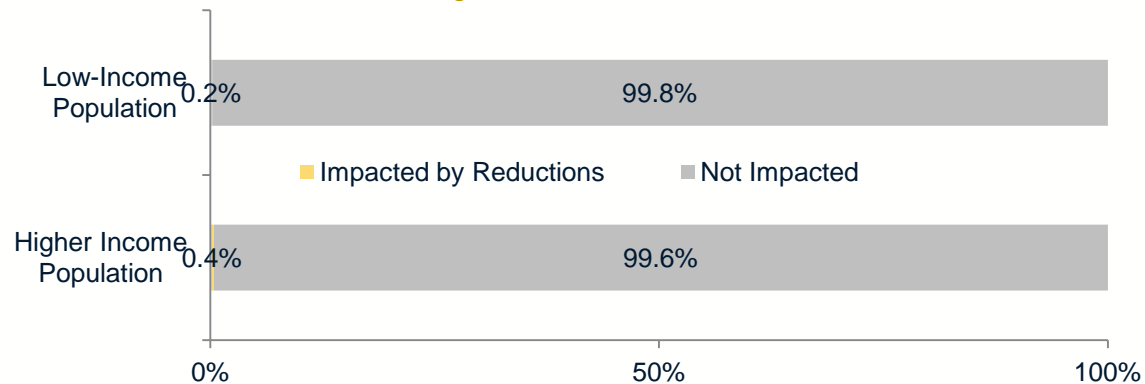 Low-Income
Population
0.2%
99.8%
Impacted by Reductions
Not Impacted
Higher Income
Population
0.4%
99.6%
0%
50%
100%